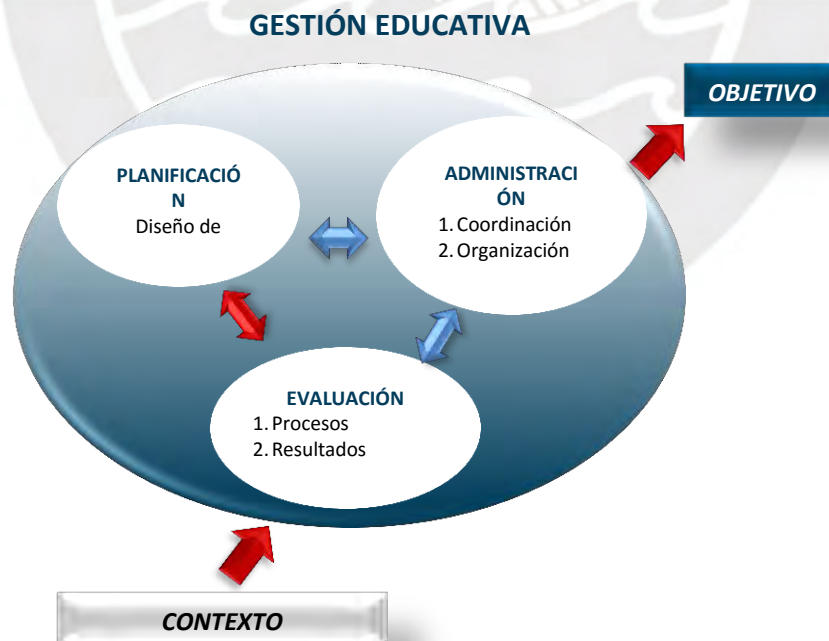 GESTIÓN EDUCATIVA
OBJETIVO
PLANIFICACIÓ
N
Diseño de
ADMINISTRACI
ÓN
1. Coordinación
2. Organización
EVALUACIÓN
1. Procesos
2. Resultados
CONTEXTO